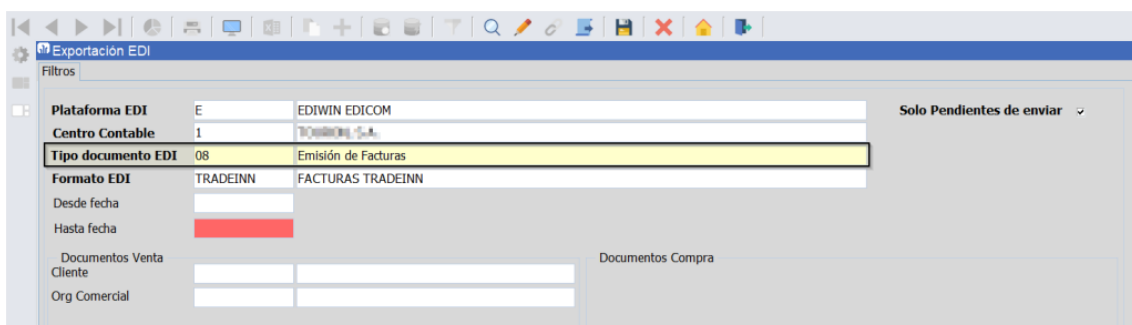 Exportación EDI
Filtros
Plataforma EDI E EDIWIN EDICOM Solo Pendientes de enviar
Centro Contable 1
Tipo documento EDI 08 Emisión de Facturas
Formato EDI TRADEINN FACTURAS TRADEINN
Desde fecha
Hasta fecha
Documentos Venta Documentos Compra
Cliente
Org Comercial